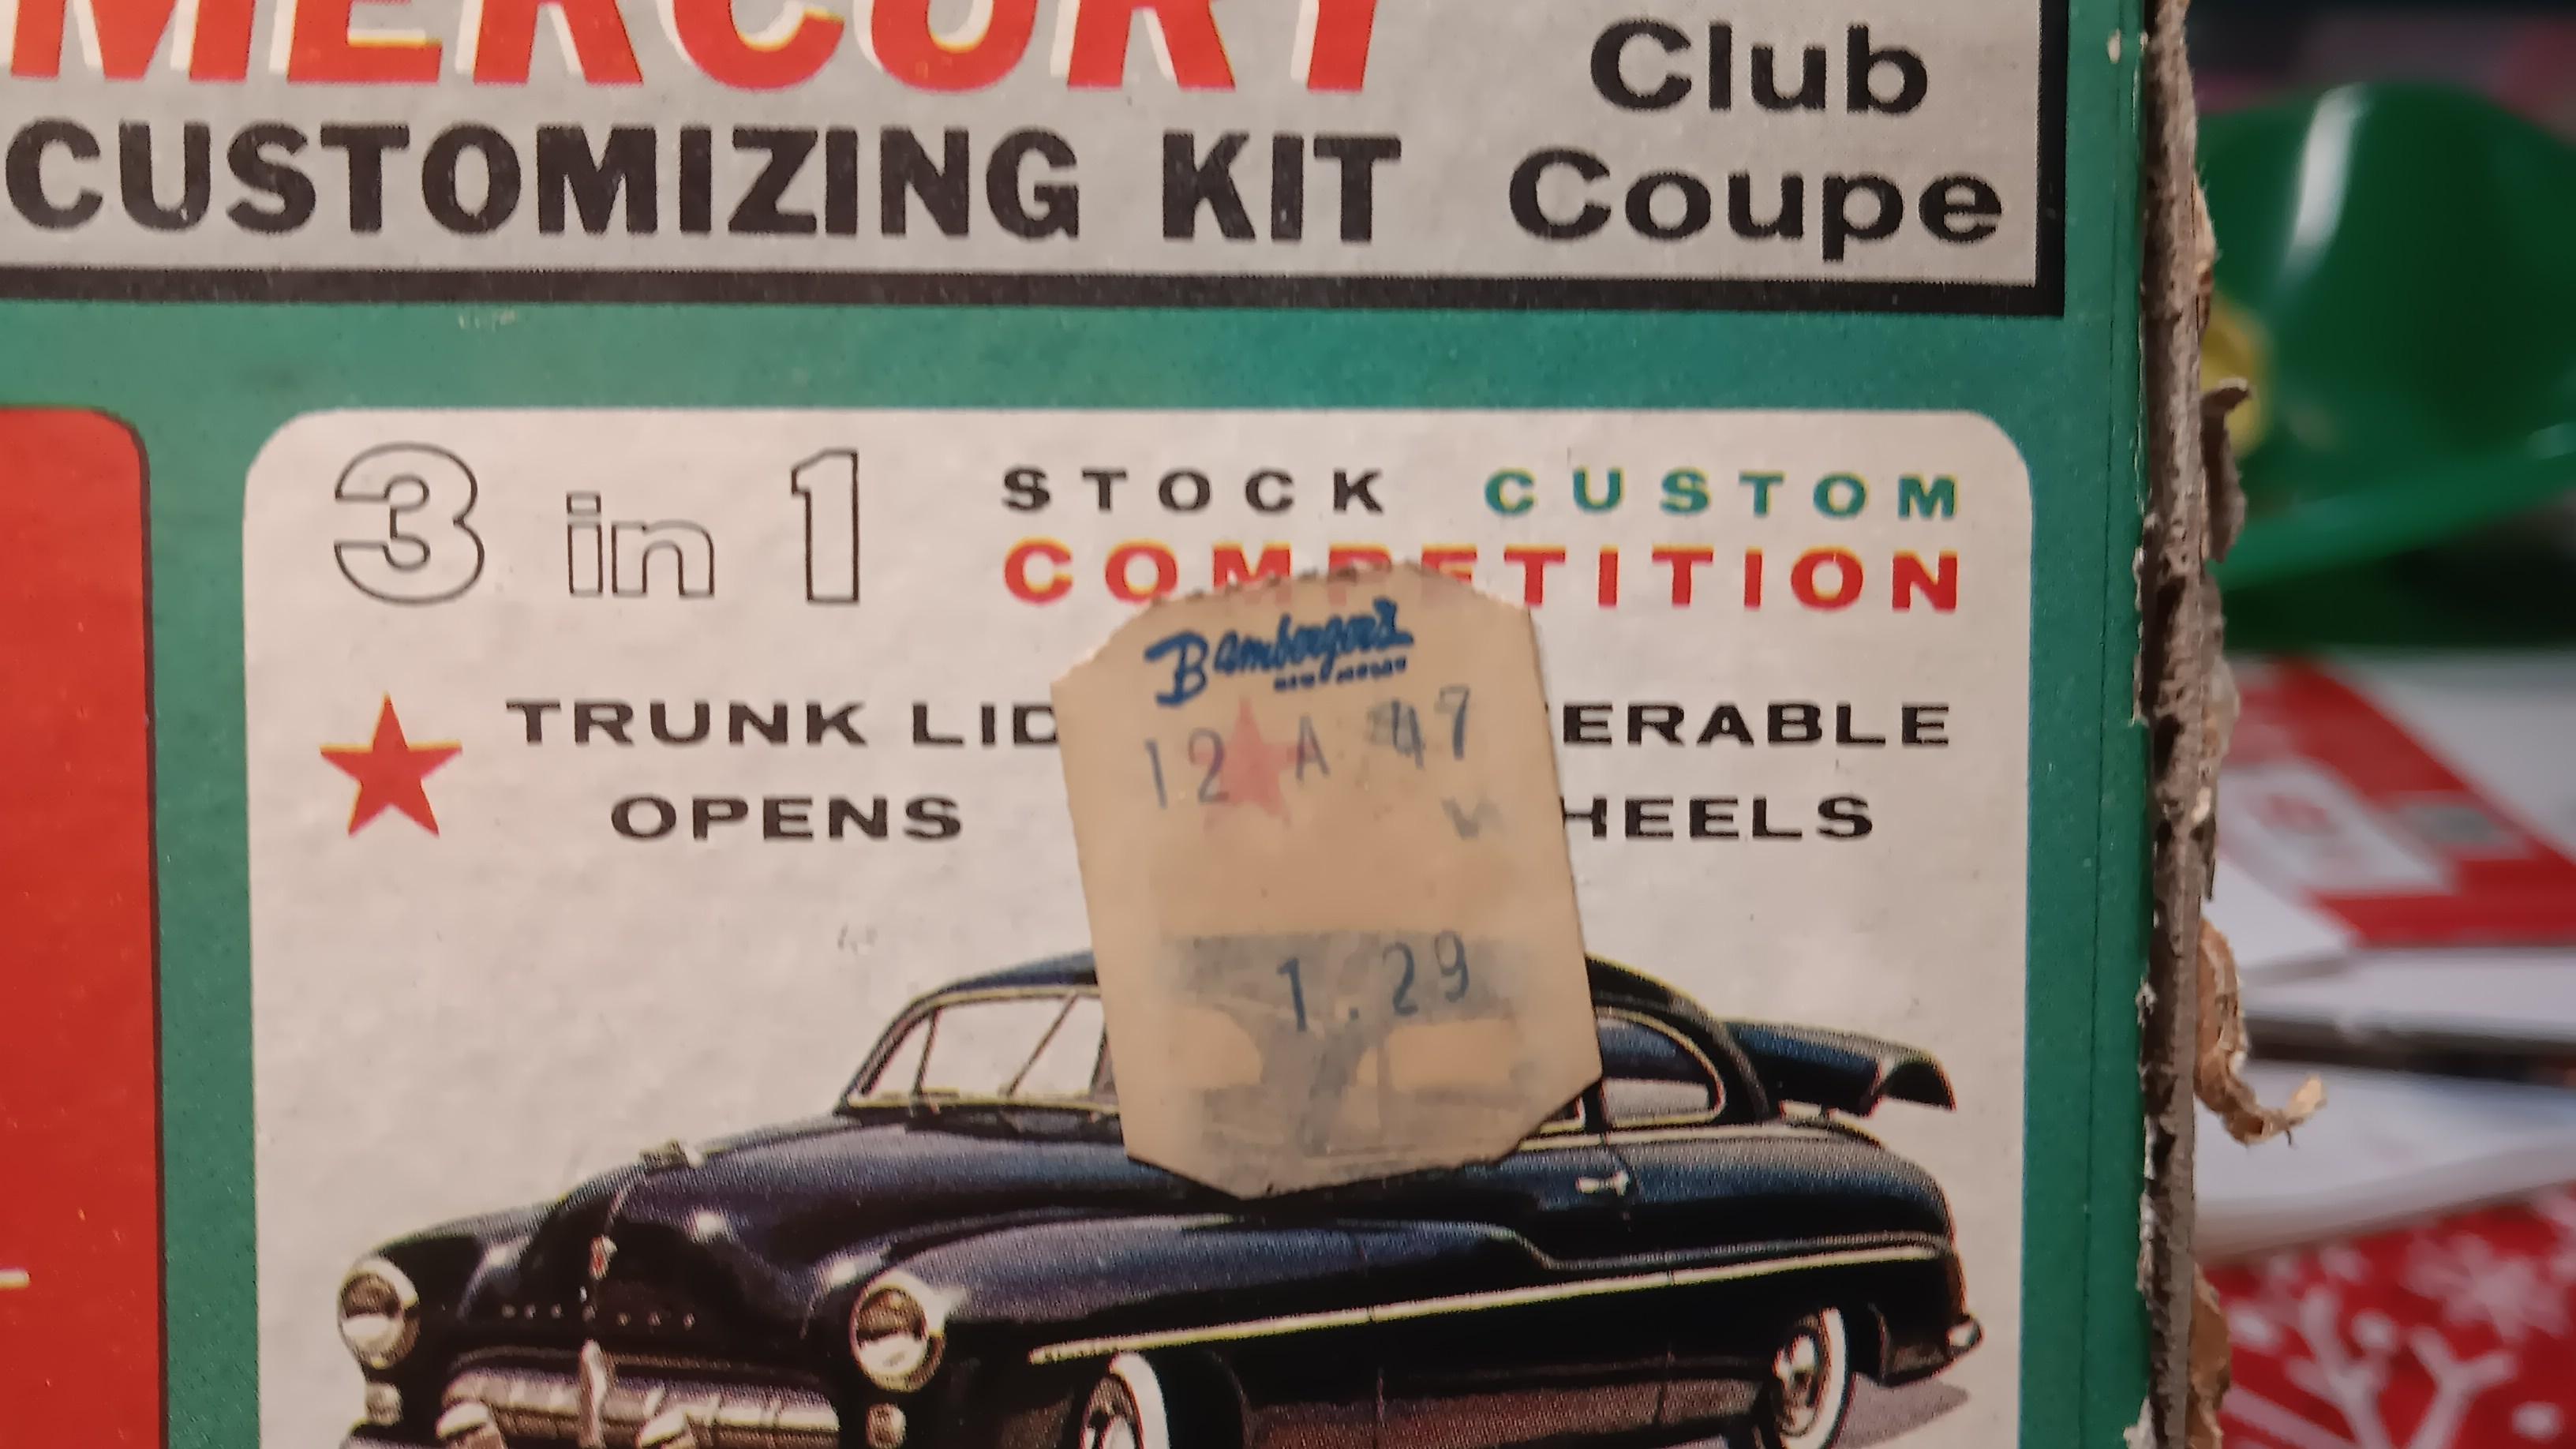 MERCURY
Club
Coupe
CUSTOMIZING KIT
3 in 1
STOCK CUSTOM
COMPETITION
TRUNK LID
OPENS
ERABLE
HEELS
Bamberger's
12 A 47
1.29